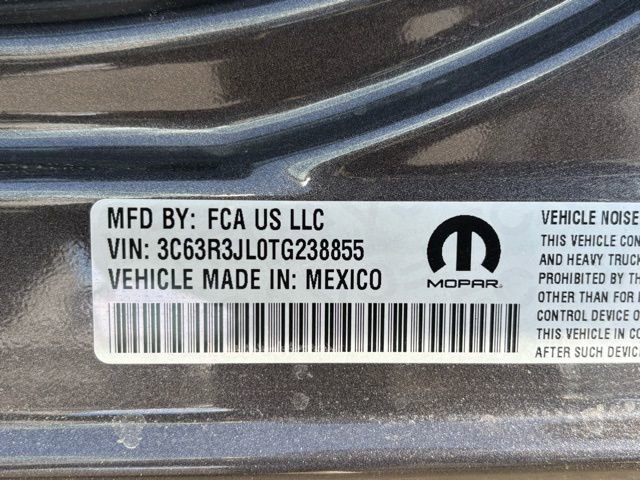 MFD BY: FCA US LLC
VIN: 3C63R3JL0TG238855
VEHICLE MADE IN: MEXICO
MOPAR
VEHICLE NOISE
THIS VEHICLE CON
AND HEAVY TRUC
PROHIBITED BY TH
OTHER THAN FOR
CONTROL DEVICE O
THIS VEHICLE IN CO
AFTER SUCH DEVIC